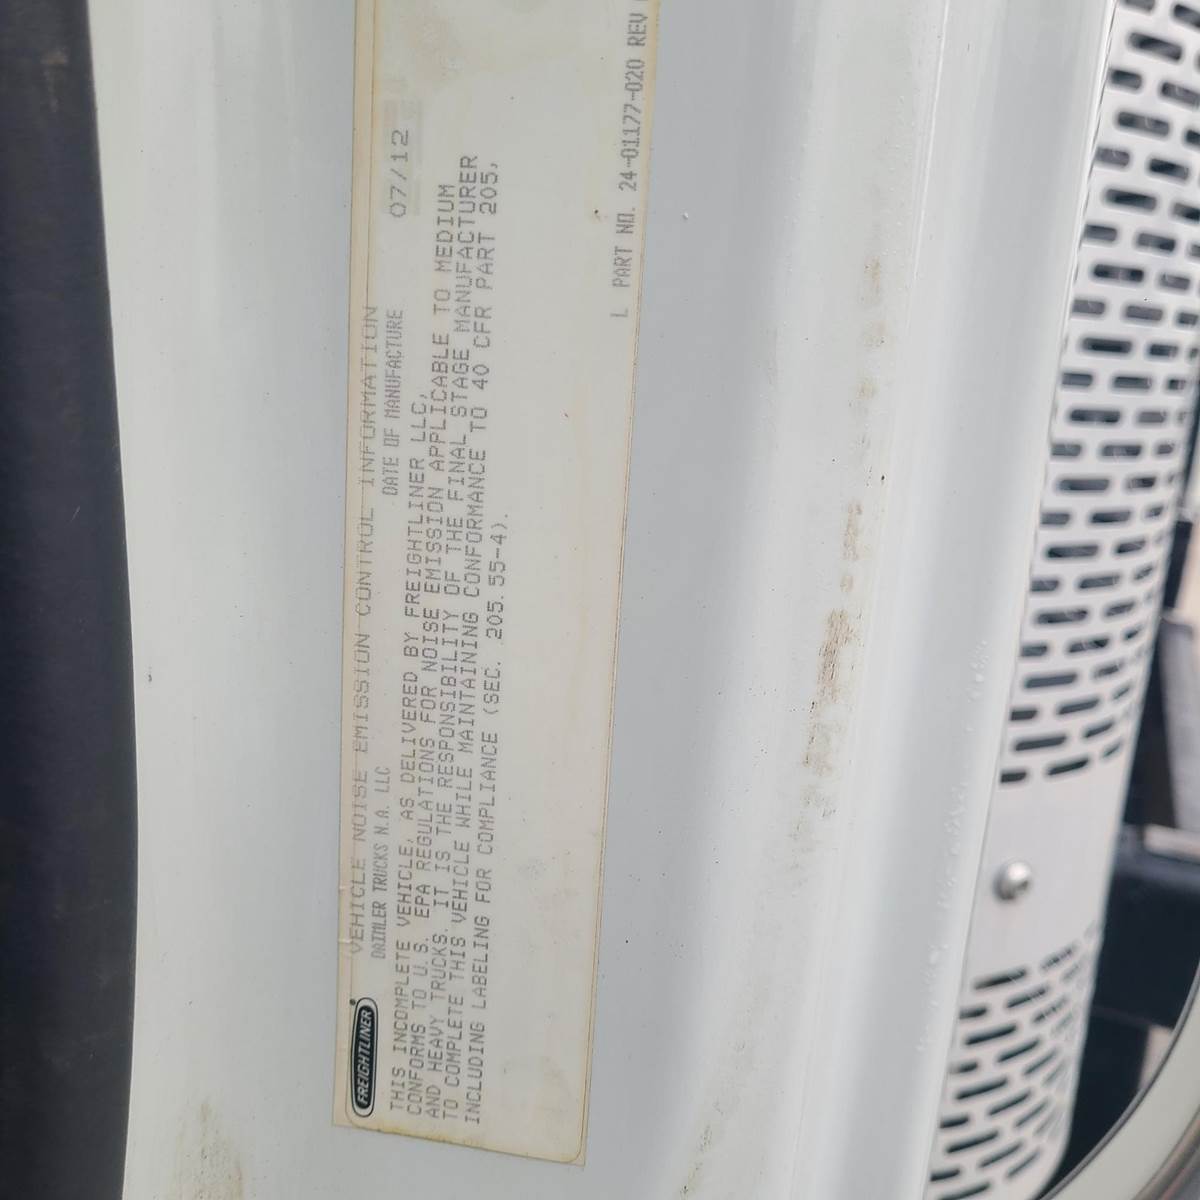 FREIGHTLINER
VEHICLE NOISE EMISSION CONTROL INFORMATION
DAIMLER TRUCKS N.A. LLC DATE OF MANUFACTURE 07/12
THIS INCOMPLETE VEHICLE, AS DELIVERED BY FREIGHTLINER LLC,
CONFORMS TO U.S. EPA REGULATIONS FOR NOISE EMISSION APPLICABLE TO MEDIUM
AND HEAVY TRUCKS. IT IS THE RESPONSIBILITY OF THE FINAL STAGE MANUFACTURER
TO COMPLETE THIS VEHICLE WHILE MAINTAINING CONFORMANCE TO 40 CFR PART 205,
INCLUDING LABELING FOR COMPLIANCE (SEC. 205.55-4).
L PART NO. 24-01177-020 REV